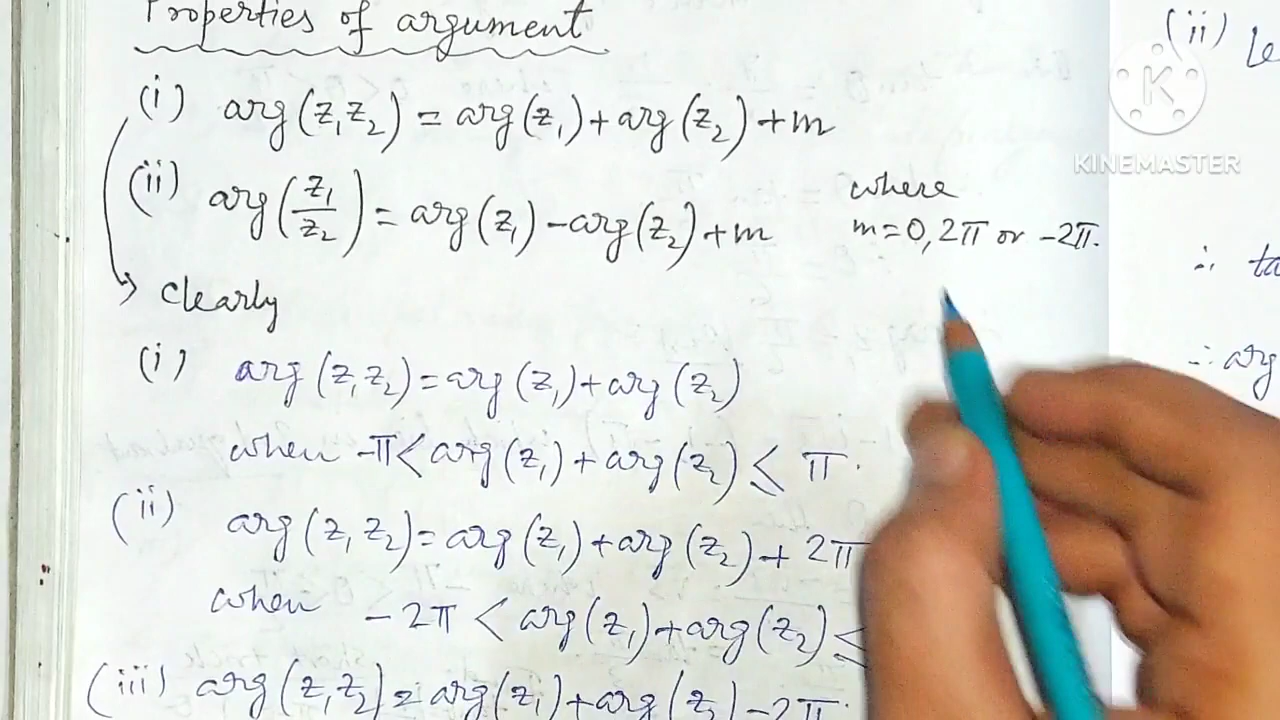 Properties of argument
(i) arg(z₁z₂) = arg(z₁) + arg(z₂) + m
(ii) arg(z₁/z₂) = arg(z₁) - arg(z₂) + m
where
m = 0, 2π or -2π.
clearly
(i) arg(z₁z₂) = arg(z₁) + arg(z₂)
when -π < arg(z₁) + arg(z₂) ≤ π.
(ii) arg(z₁z₂) = arg(z₁) + arg(z₂) + 2π
when -2π < arg(z₁) + arg(z₂) ≤
(iii) arg(z₁z₂) = arg(z₁) + arg(z₂) - 2π.
(ii)
∴
∴ arg
K
KINEMASTER